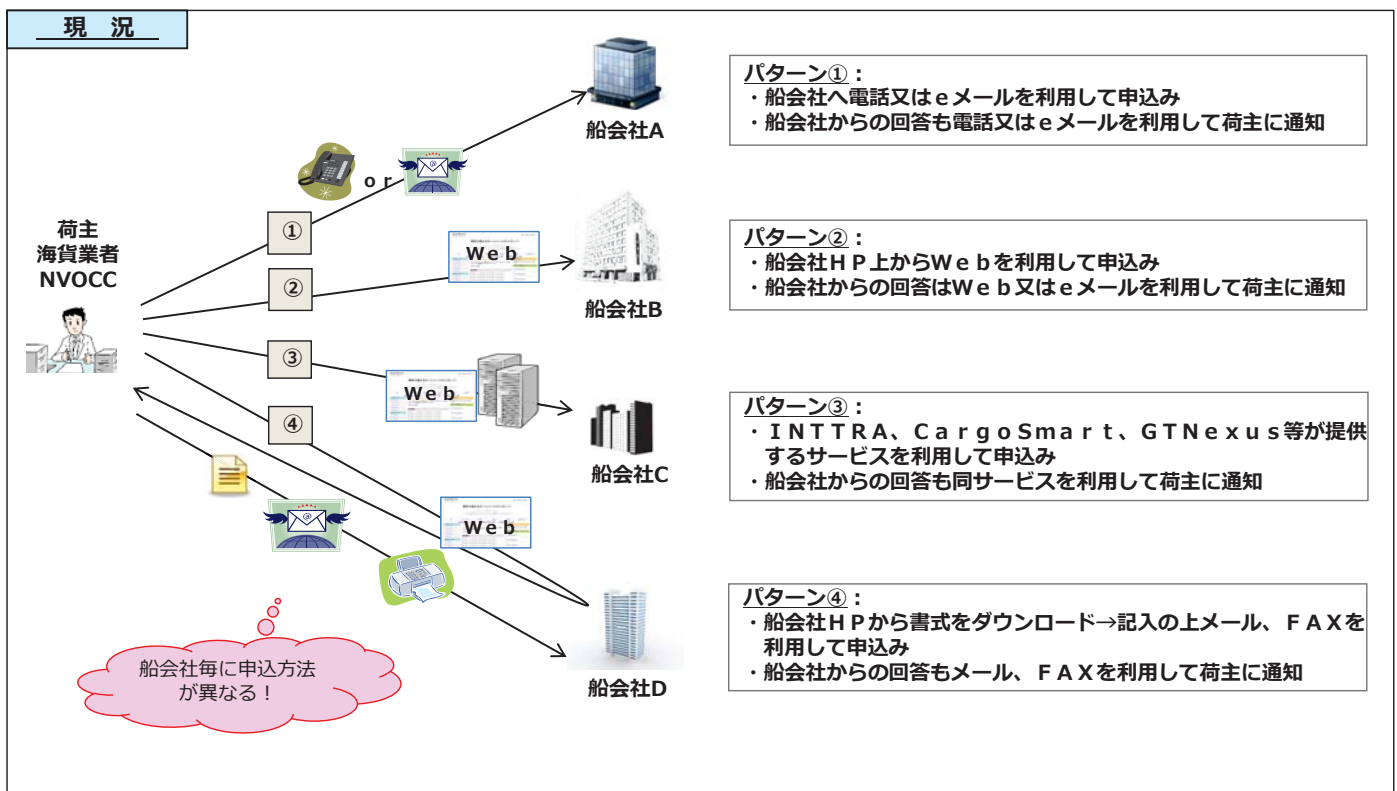 現 況
荷主
海貨業者
NVOCC
①
②
③
④
or
Web
Web
Web
船会社A
船会社B
船会社C
船会社D
船会社毎に申込方法
が異なる！
パターン①：
・船会社へ電話又はｅメールを利用して申込み
・船会社からの回答も電話又はｅメールを利用して荷主に通知
パターン②：
・船会社ＨＰ上からＷｅｂを利用して申込み
・船会社からの回答はＷｅｂ又はｅメールを利用して荷主に通知
パターン③：
・ＩＮＴＴＲＡ、ＣａｒｇｏＳｍａｒｔ、ＧＴＮｅｘｕｓ等が提供
するサービスを利用して申込み
・船会社からの回答も同サービスを利用して荷主に通知
パターン④：
・船会社ＨＰから書式をダウンロード→記入の上メール、ＦＡＸを
利用して申込み
・船会社からの回答もメール、ＦＡＸを利用して荷主に通知